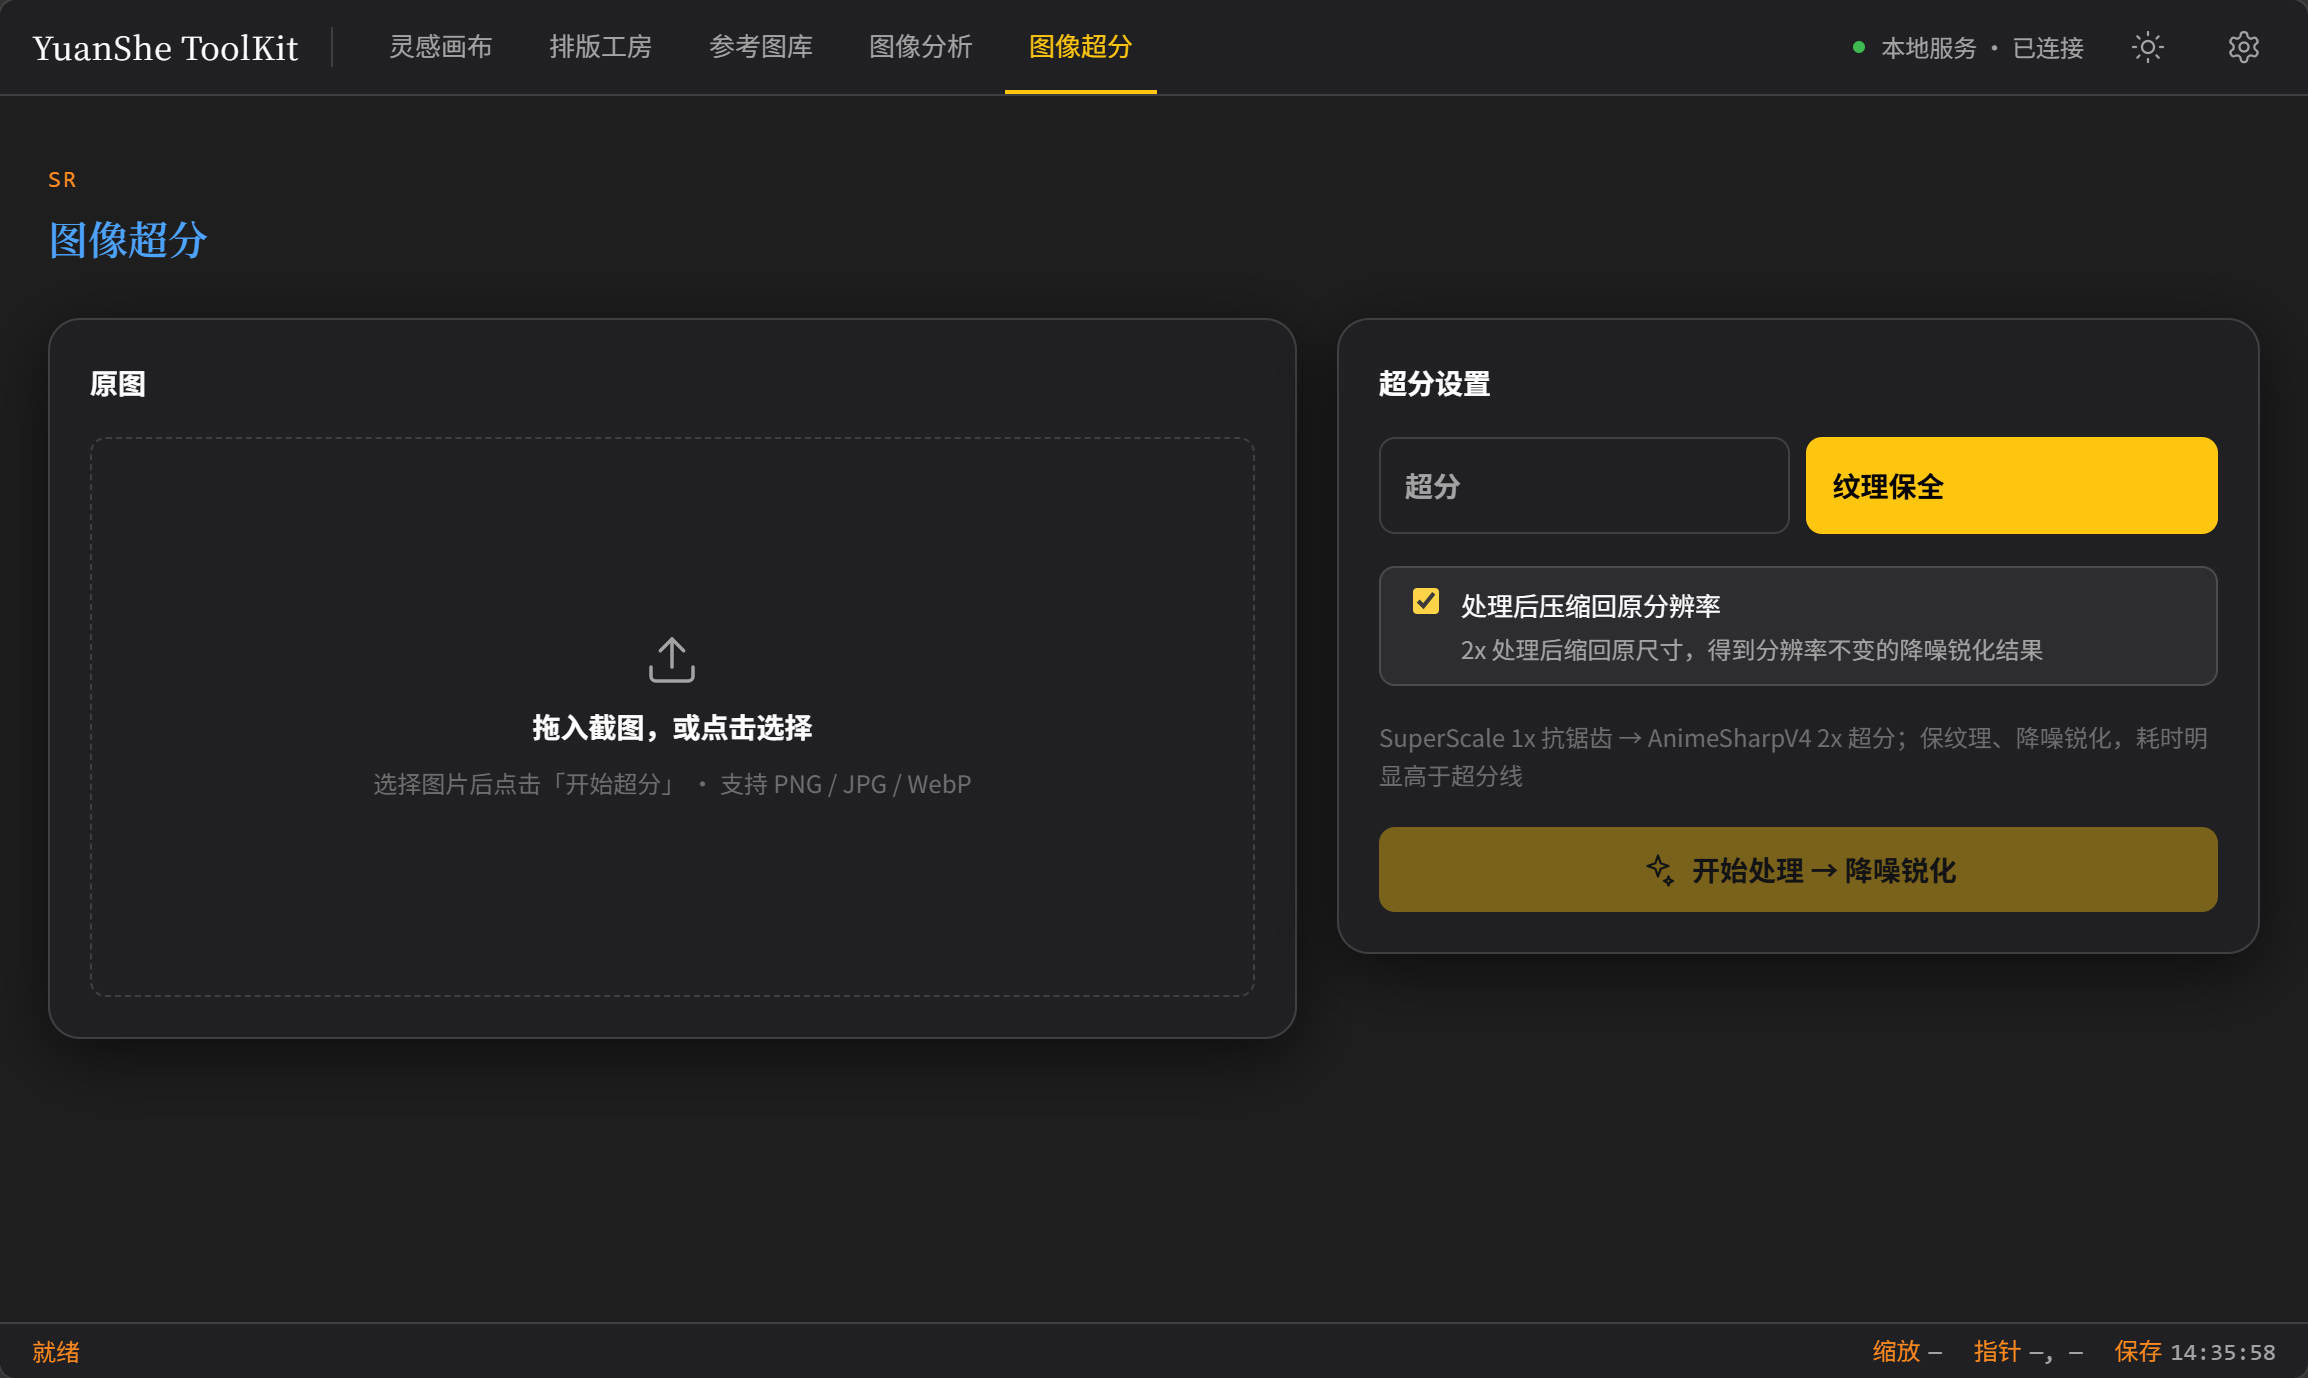 YuanShe ToolKit
灵感画布
排版工房
参考图库
图像分析
图像超分
本地服务 • 已连接
SR
图像超分
原图
拖入截图，或点击选择
选择图片后点击「开始超分」 • 支持 PNG / JPG / WebP
超分设置
超分
纹理保全
处理后压缩回原分辨率
2x 处理后缩回原尺寸，得到分辨率不变的降噪锐化结果
SuperScale 1x 抗锯齿 → AnimeSharpV4 2x 超分；保纹理、降噪锐化，耗时明
显高于超分线
开始处理 → 降噪锐化
就绪
缩放 —
指针 —, —
保存 14:35:58